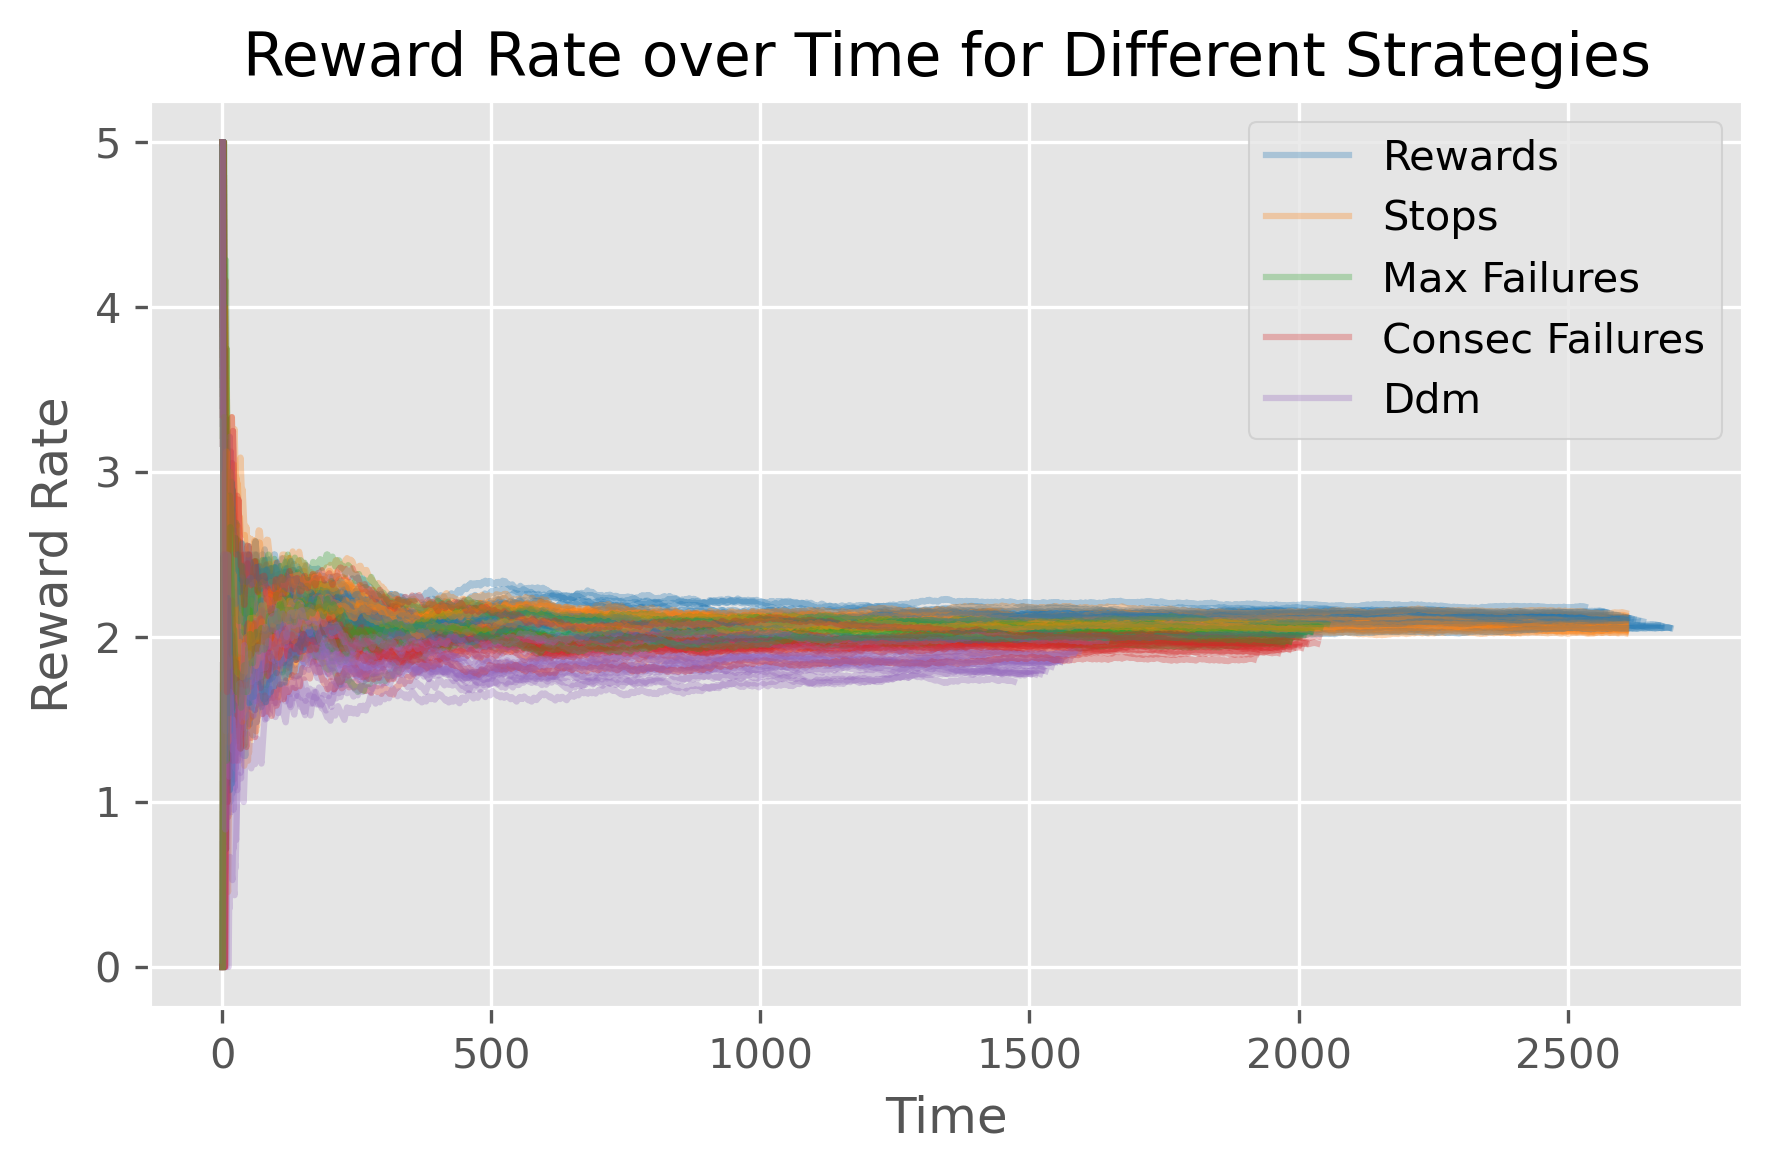 Reward Rate over Time for Different Strategies
5
4
3
2
1
0
Reward Rate
Rewards
Stops
Max Failures
Consec Failures
Ddm
0 500 1000 1500 2000 2500
Time